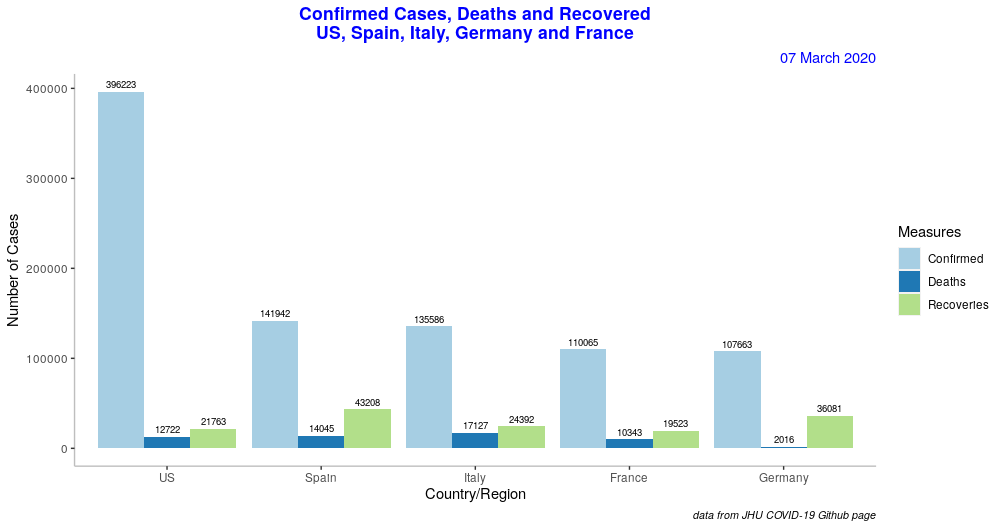 Confirmed Cases, Deaths and Recovered
US, Spain, Italy, Germany and France
07 March 2020
Number of Cases
400000
300000
200000
100000
0
396223
12722
21763
141942
14045
43208
135586
17127
24392
110065
10343
19523
107663
2016
36081
US
Spain
Italy
France
Germany
Country/Region
Measures
Confirmed
Deaths
Recoveries
data from JHU COVID-19 Github page